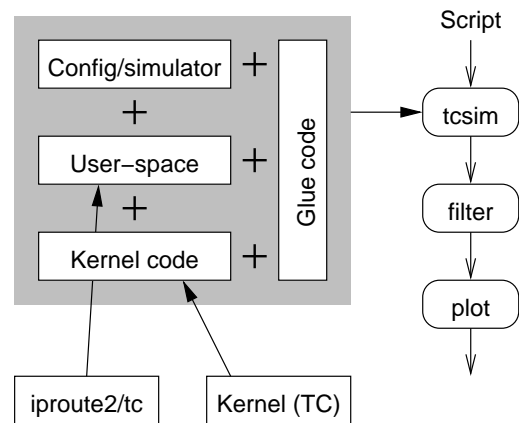 Script
Config/simulator
+
+
tcsim
User−space
+
Glue code
+
filter
Kernel code
+
plot
iproute2/tc
Kernel (TC)